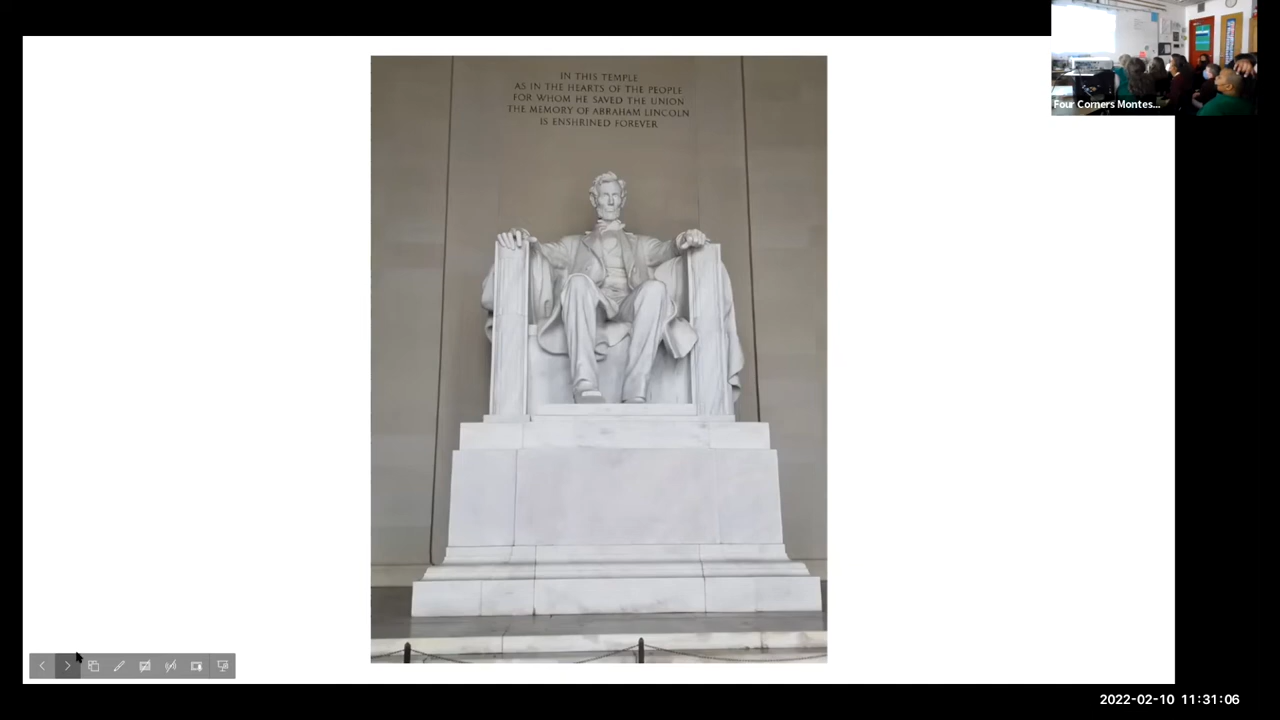 IN THIS TEMPLE
AS IN THE HEARTS OF THE PEOPLE
FOR WHOM HE SAVED THE UNION
THE MEMORY OF ABRAHAM LINCOLN
IS ENSHRINED FOREVER
Four Corners Montes...
2022-02-10 11:31:06